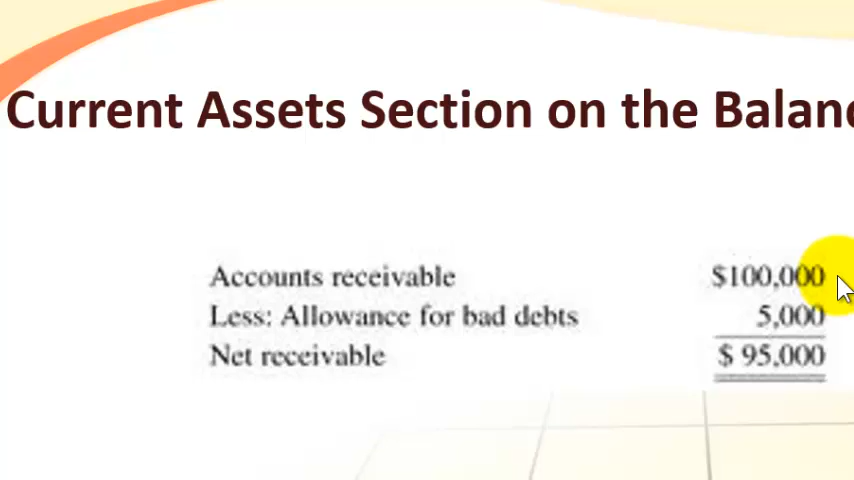 Current Assets Section on the Balanc
Accounts receivable $100,000
Less: Allowance for bad debts 5,000
Net receivable $ 95,000